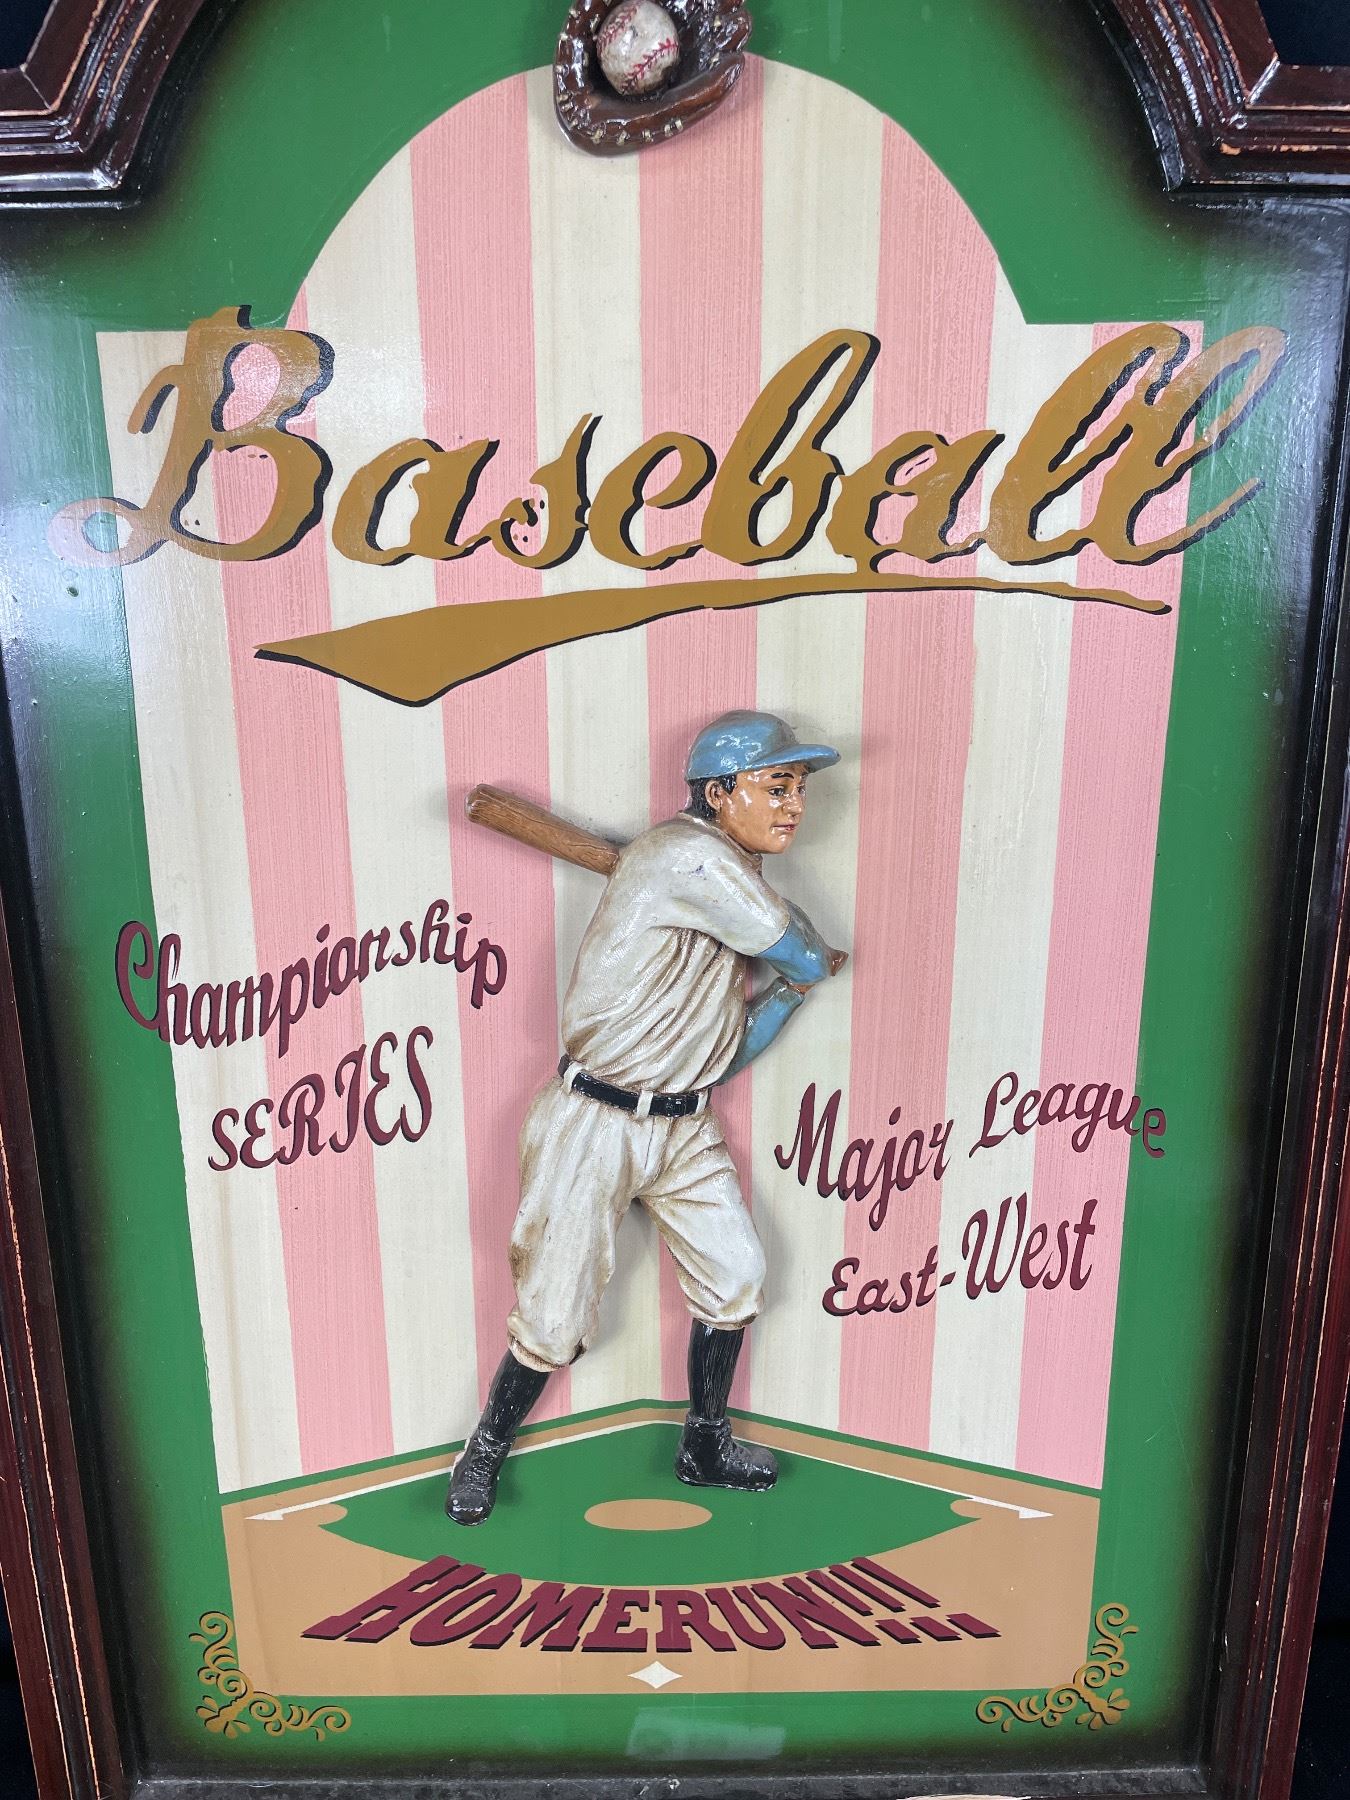 Baseball
Championship
SERIES
Major League
East-West
HOMERUN!!!